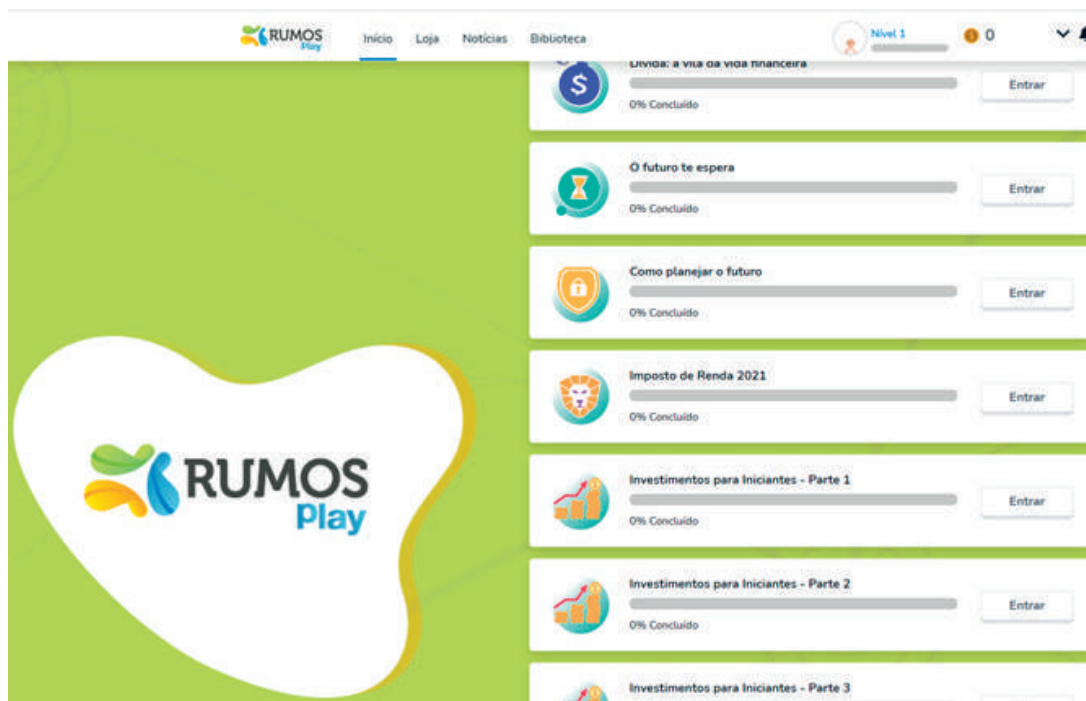 RUMOS
Play
Início
Loja
Notícias
Biblioteca
Nível 1
0
Dívida: a vilã da vida financeira
0% Concluído
Entrar
O futuro te espera
0% Concluído
Entrar
Como planejar o futuro
0% Concluído
Entrar
Imposto de Renda 2021
0% Concluído
Entrar
RUMOS
Play
Investimentos para Iniciantes - Parte 1
0% Concluído
Entrar
Investimentos para Iniciantes - Parte 2
0% Concluído
Entrar
Investimentos para Iniciantes - Parte 3